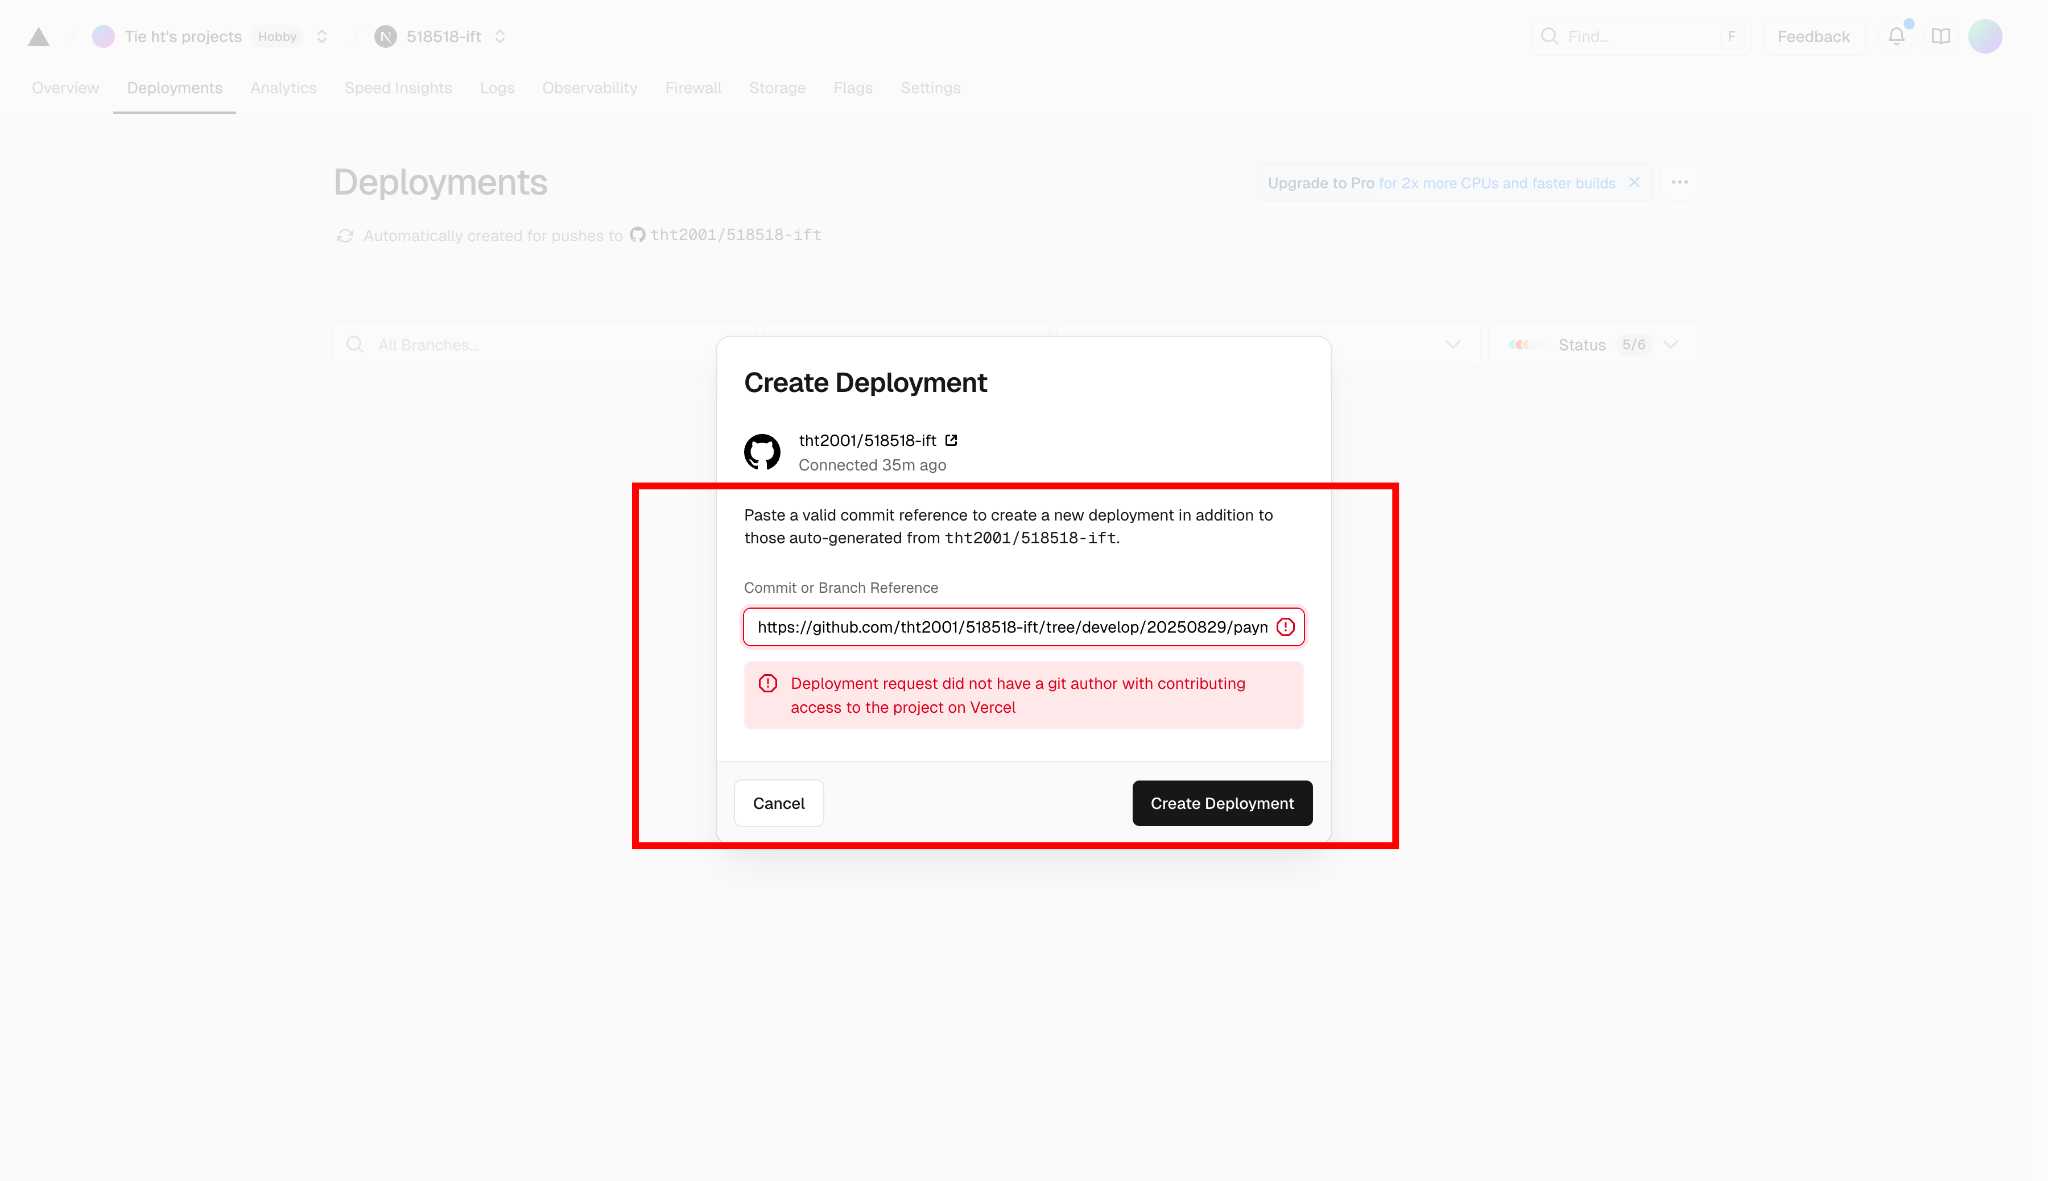 Tie ht's projects Hobby
518518-ift
Find...
F
Feedback
Overview
Deployments
Analytics
Speed Insights
Logs
Observability
Firewall
Storage
Flags
Settings
Deployments
Upgrade to Pro for 2x more CPUs and faster builds
Automatically created for pushes to tht2001/518518-ift
All Branches...
Status 5/6
Create Deployment
tht2001/518518-ift
Connected 35m ago
Paste a valid commit reference to create a new deployment in addition to
those auto-generated from tht2001/518518-ift.
Commit or Branch Reference
https://github.com/tht2001/518518-ift/tree/develop/20250829/payn
Deployment request did not have a git author with contributing
access to the project on Vercel
Cancel
Create Deployment